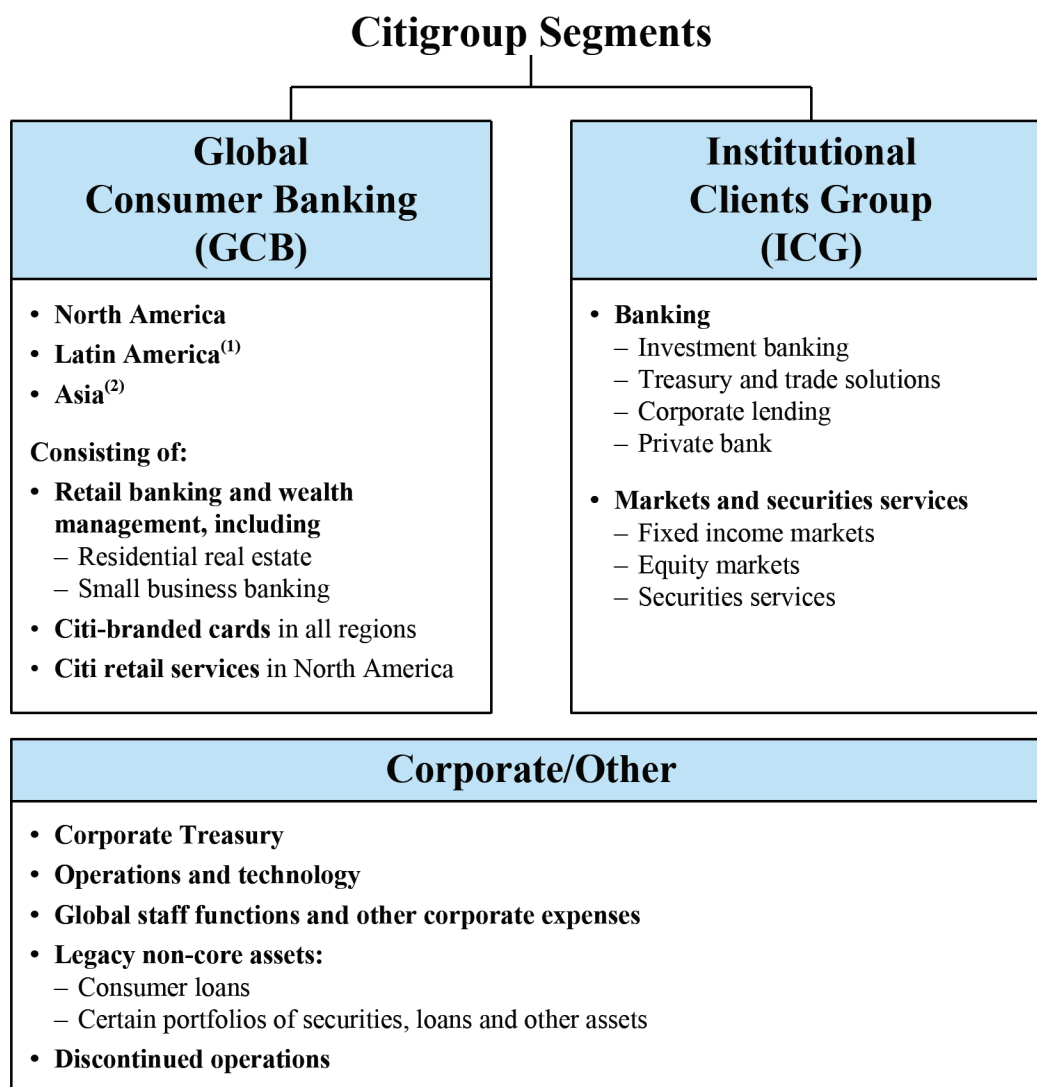 Citigroup Segments
Global
Consumer Banking
(GCB)
• North America
• Latin America(1)
• Asia(2)
Consisting of:
• Retail banking and wealth
management, including
– Residential real estate
– Small business banking
• Citi-branded cards in all regions
• Citi retail services in North America
Institutional
Clients Group
(ICG)
• Banking
– Investment banking
– Treasury and trade solutions
– Corporate lending
– Private bank
• Markets and securities services
– Fixed income markets
– Equity markets
– Securities services
Corporate/Other
• Corporate Treasury
• Operations and technology
• Global staff functions and other corporate expenses
• Legacy non-core assets:
– Consumer loans
– Certain portfolios of securities, loans and other assets
• Discontinued operations